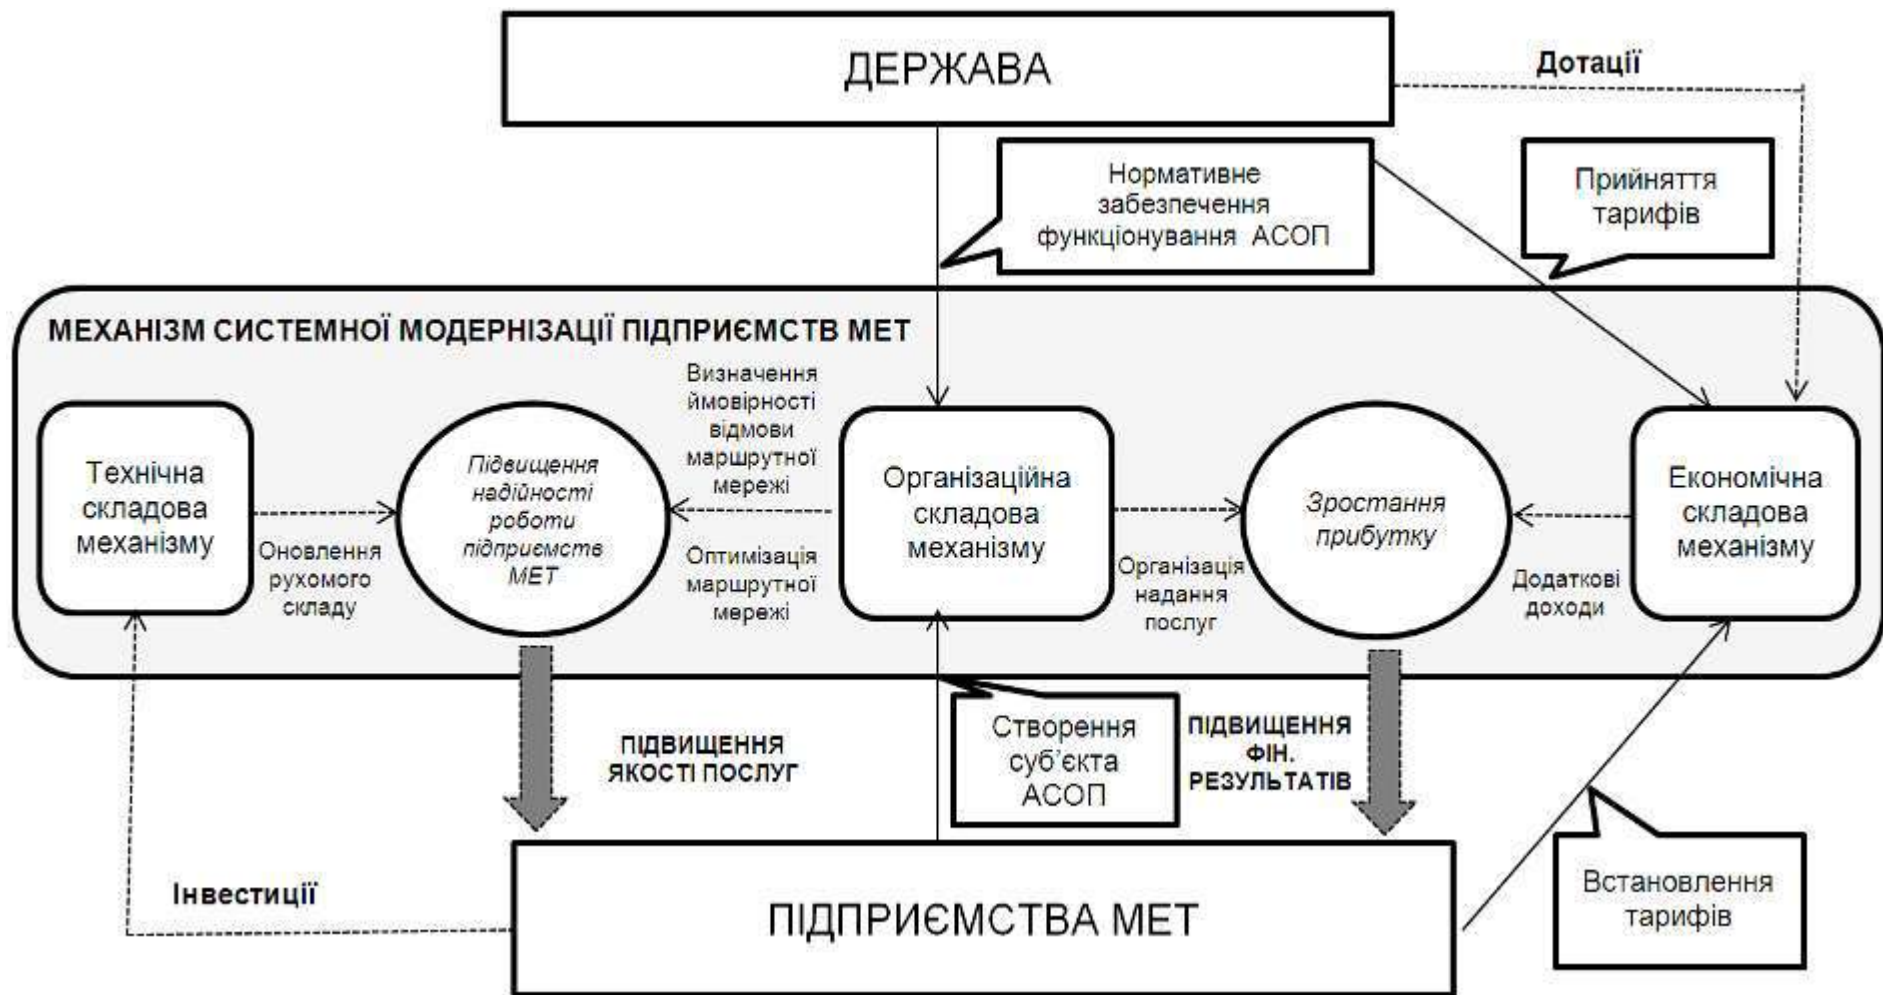 ДЕРЖАВА
Дотації
Нормативне
забезпечення
функціонування АСОП
Прийняття
тарифів
МЕХАНІЗМ СИСТЕМНОЇ МОДЕРНІЗАЦІЇ ПІДПРИЄМСТВ МЕТ
Технічна
складова
механізму
Оновлення
рухомого
складу
Підвищення
надійності
роботи
підприємств
МЕТ
Визначення
ймовірності
відмови
маршрутної
мережі
Оптимізація
маршрутної
мережі
Організаційна
складова
механізму
Організація
надання
послуг
Зростання
прибутку
Додаткові
доходи
Економічна
складова
механізму
ПІДВИЩЕННЯ
ЯКОСТІ ПОСЛУГ
Створення
суб’єкта
АСОП
ПІДВИЩЕННЯ
ФІН.
РЕЗУЛЬТАТІВ
Інвестиції
ПІДПРИЄМСТВА МЕТ
Встановлення
тарифів